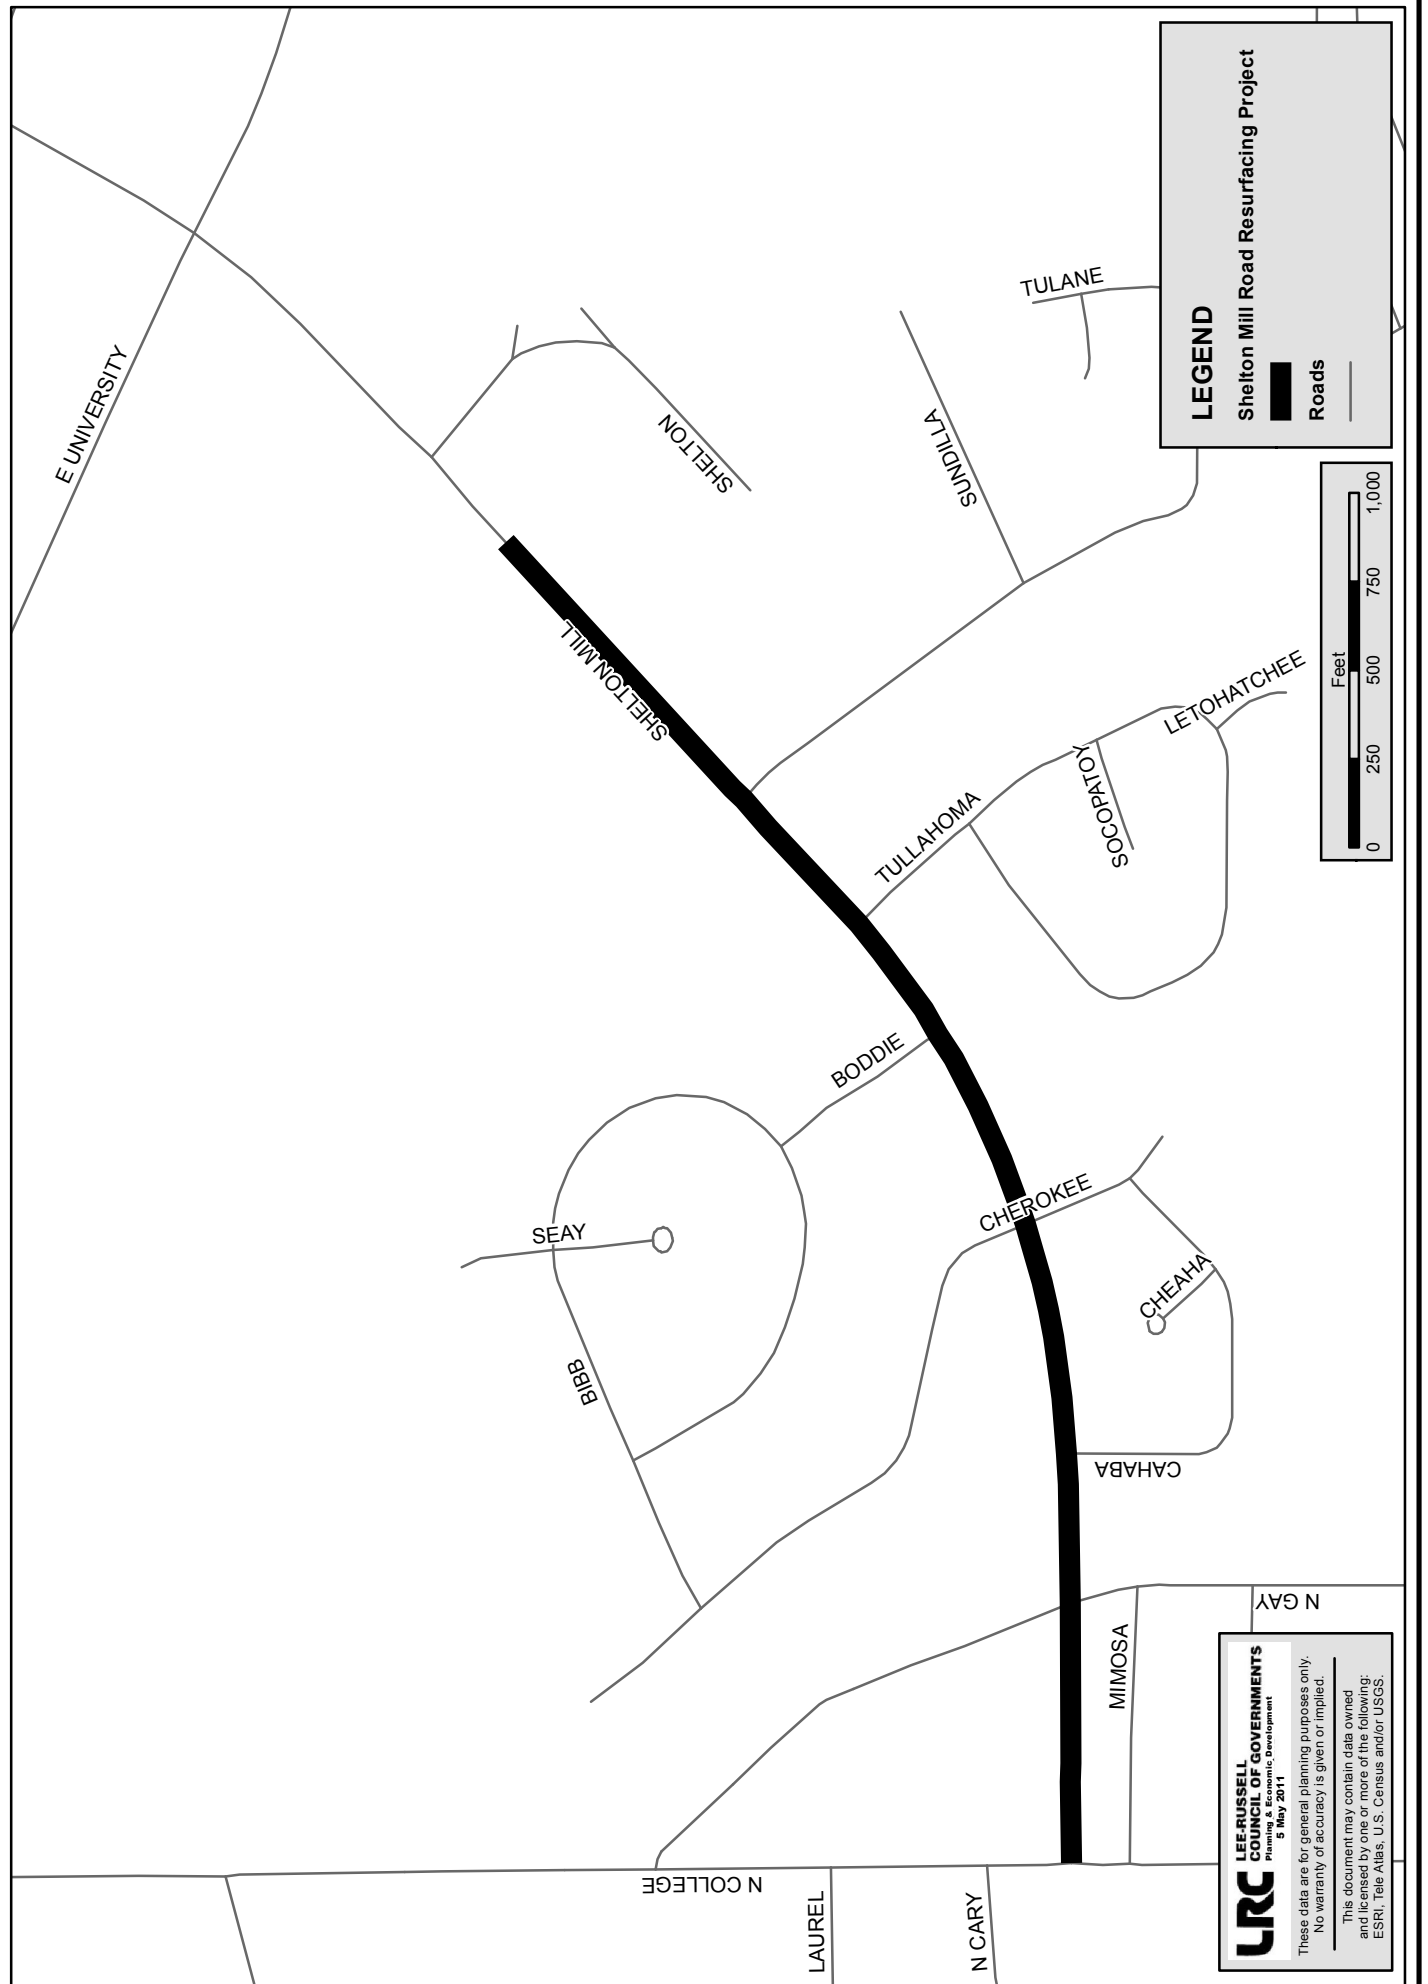 E UNIVERSITY
SHELTON
SUNDILLA
TULANE
SHELTON MILL
TULLAHOMA
SOCOPATOY
LETOHATCHEE
BODDIE
SEAY
BIBB
CHEROKEE
CHEAHA
CAHABA
MIMOSA
N GAY
N COLLEGE
LAUREL
N CARY
LEGEND
Shelton Mill Road Resurfacing Project
Roads
Feet
0 250 500 750 1,000
LRC
LEE-RUSSELL
COUNCIL OF GOVERNMENTS
Planning & Economic Development
5 May 2011
These data are for general planning purposes only.
No warranty of accuracy is given or implied.
This document may contain data owned
and licensed by one or more of the following:
ESRI, Tele Atlas, U.S. Census and/or USGS.